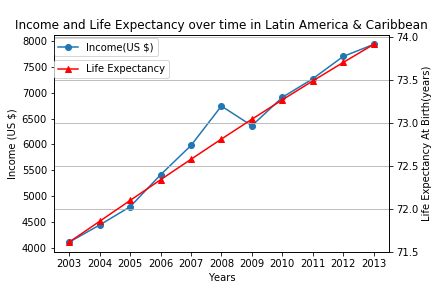 Income and Life Expectancy over time in Latin America & Caribbean
Income(US $)
Life Expectancy
8000
7500
7000
6500
6000
5500
5000
4500
4000
Income (US $)
74.0
73.5
73.0
72.5
72.0
71.5
Life Expectancy At Birth(years)
2003 2004 2005 2006 2007 2008 2009 2010 2011 2012 2013
Years